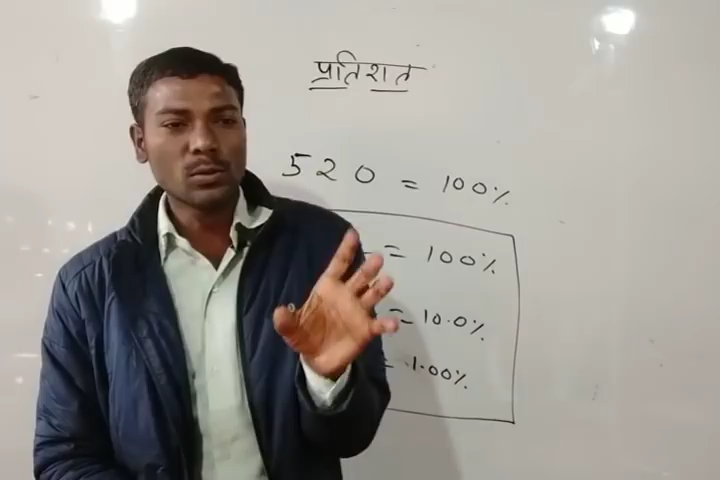 प्रतिशत
520 = 100%
= 100%
= 10.0%
= 1.00%